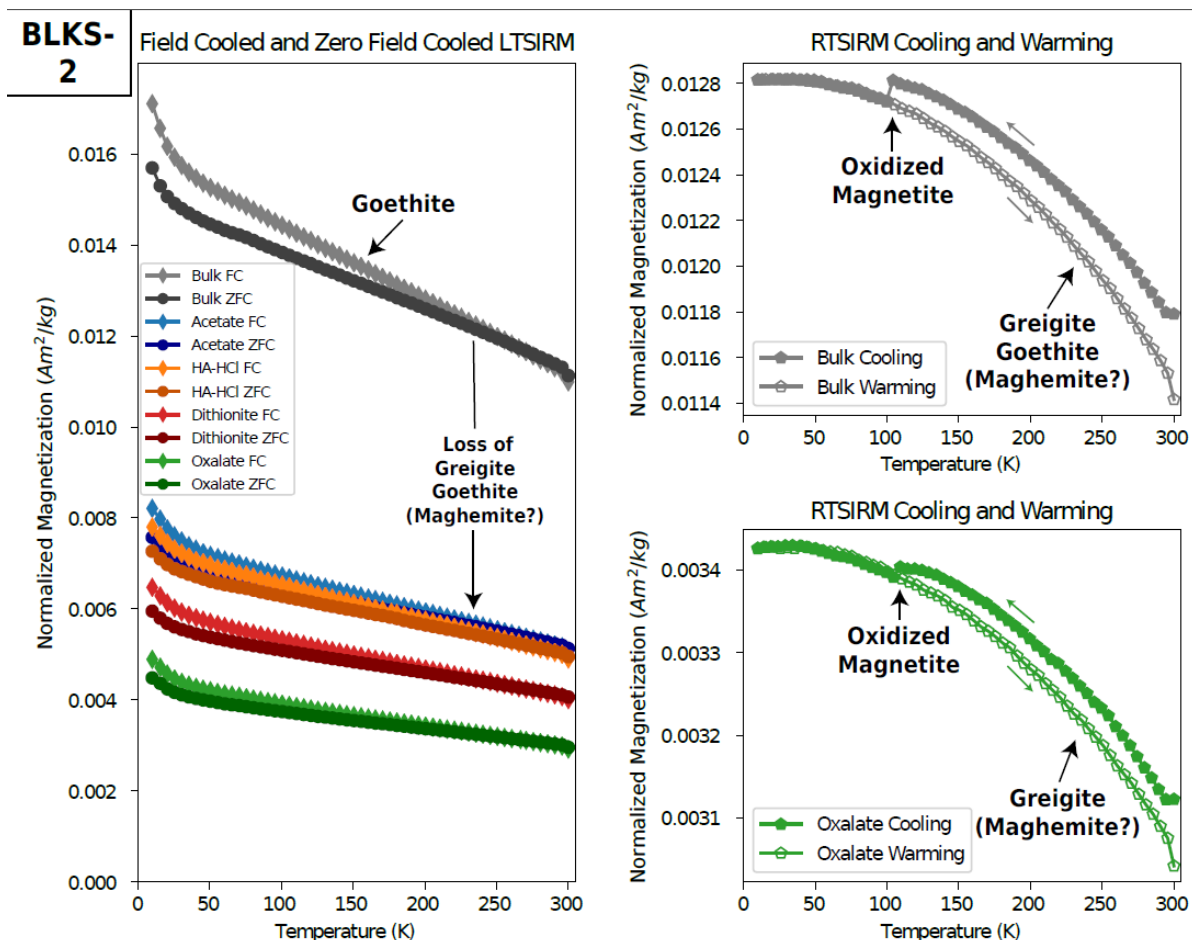 BLKS-
2
Field Cooled and Zero Field Cooled LTSIRM
Normalized Magnetization (Am²/kg)
0.016
0.014
0.012
0.010
0.008
0.006
0.004
0.002
0.000
Goethite
Bulk FC
Bulk ZFC
Acetate FC
Acetate ZFC
HA-HCl FC
HA-HCl ZFC
Dithionite FC
Dithionite ZFC
Oxalate FC
Oxalate ZFC
Loss of
Greigite
Goethite
(Maghemite?)
0 50 100 150 200 250 300
Temperature (K)
RTSIRM Cooling and Warming
Normalized Magnetization (Am²/kg)
0.0128
0.0126
0.0124
0.0122
0.0120
0.0118
0.0116
0.0114
Oxidized
Magnetite
Greigite
Goethite
(Maghemite?)
Bulk Cooling
Bulk Warming
0 50 100 150 200 250 300
Temperature (K)
RTSIRM Cooling and Warming
Normalized Magnetization (Am²/kg)
0.0034
0.0033
0.0032
0.0031
Oxidized
Magnetite
Greigite
(Maghemite?)
Oxalate Cooling
Oxalate Warming
0 50 100 150 200 250 300
Temperature (K)